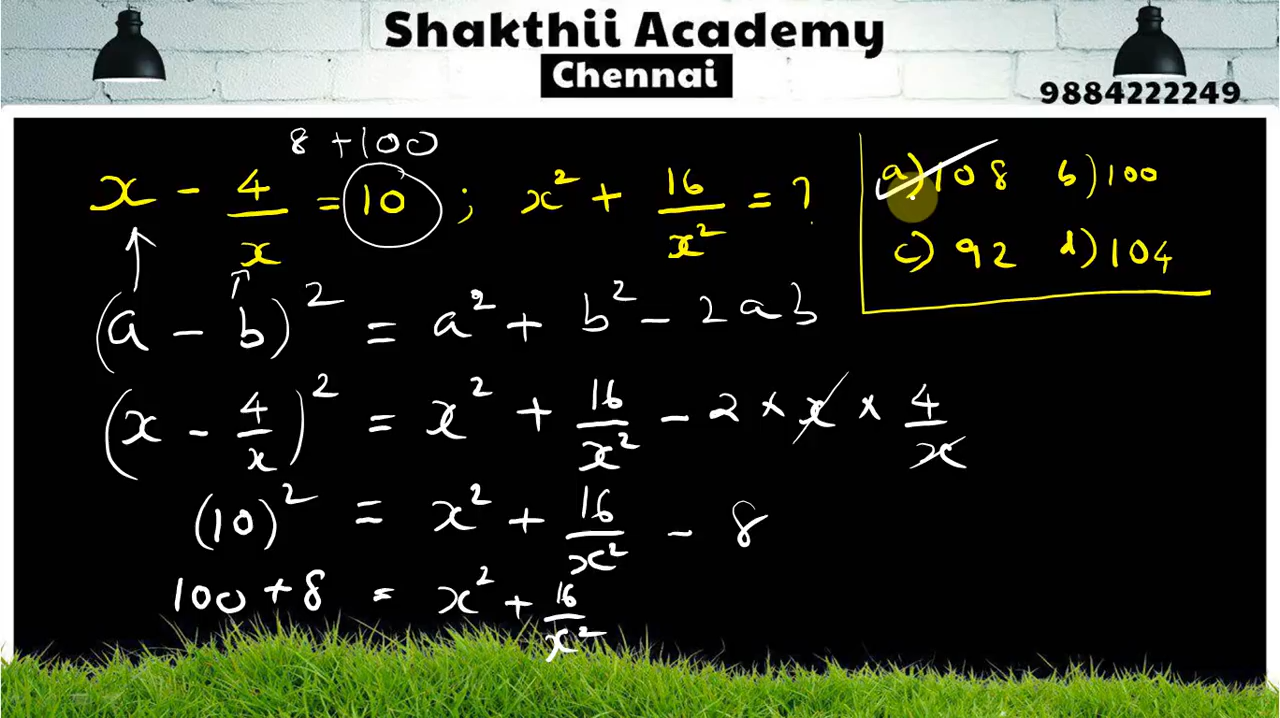 Shakthii Academy
Chennai
9884222249
8 + 100
x - 4/x = 10 ; x² + 16/x² = ?
a) 108 b) 100
c) 92 d) 104
(a - b)² = a² + b² - 2ab
(x - 4/x)² = x² + 16/x² - 2 × x × 4/x
(10)² = x² + 16/x² - 8
100 + 8 = x² + 16/x²